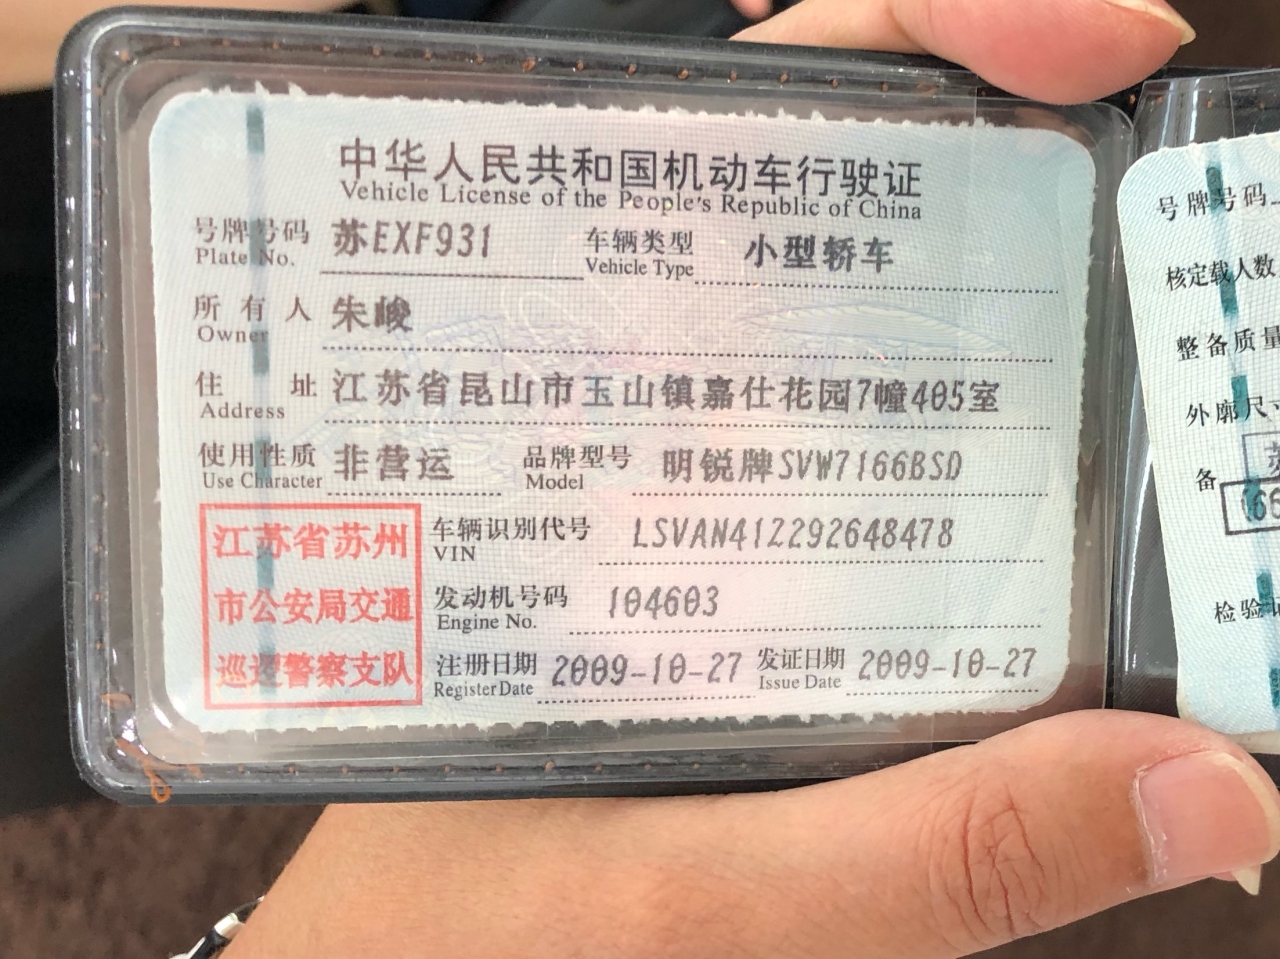 中华人民共和国机动车行驶证
Vehicle License of the People's Republic of China
号牌号码 苏EXF931 车辆类型 小型轿车
Plate No. Vehicle Type
所有人 朱峻
Owner
住址 江苏省昆山市玉山镇嘉仕花园7幢405室
Address
使用性质 非营运 品牌型号 明锐牌SVW7166BSD
Use Character Model
江苏省苏州
市公安局交通
巡逻警察支队
车辆识别代号 LSVAN41Z292648478
VIN
发动机号码 104603
Engine No.
注册日期 2009-10-27 发证日期 2009-10-27
Register Date Issue Date
号牌号码
核定载人数
整备质量
外廓尺寸
备
检验